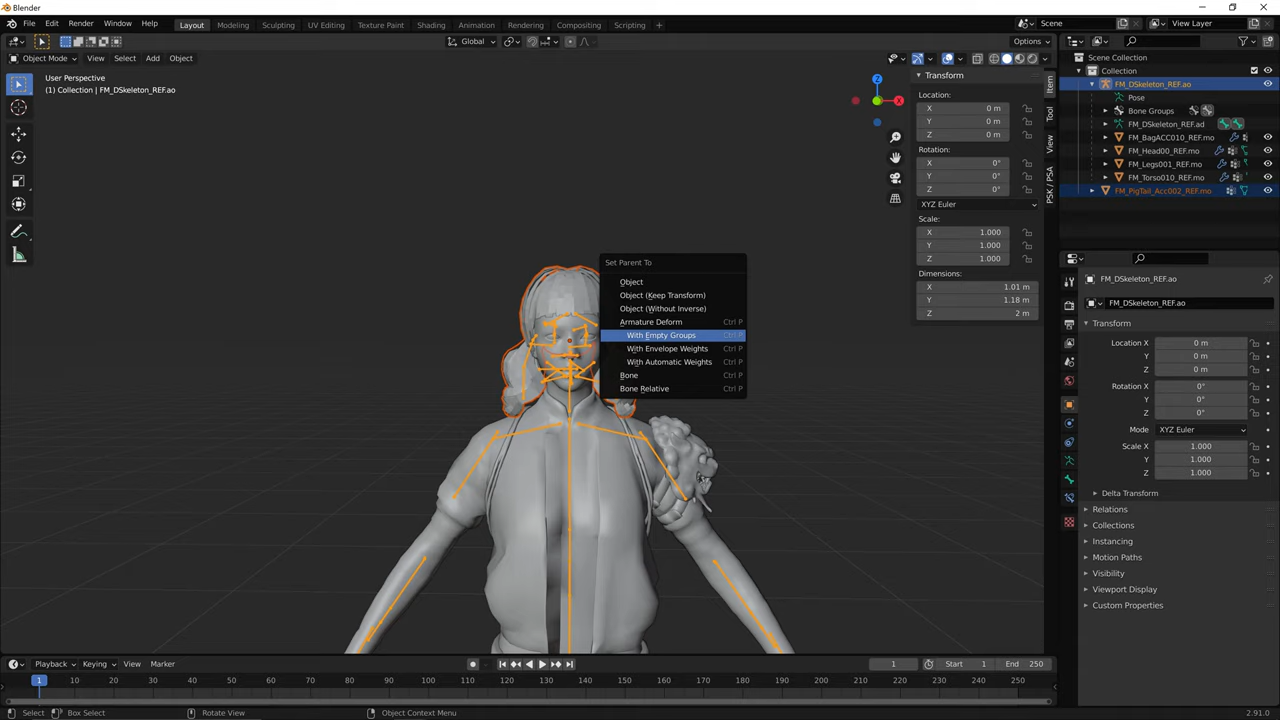 Blender
File Edit Render Window Help
Layout Modeling Sculpting UV Editing Texture Paint Shading Animation Rendering Compositing Scripting +
Scene
View Layer
Global
Options
Object Mode View Select Add Object
User Perspective
(1) Collection | FM_DSkeleton_REF.ao
Z
X
Transform
Location:
X 0 m
Y 0 m
Z 0 m
Rotation:
X 0°
Y 0°
Z 0°
XYZ Euler
Scale:
X 1.000
Y 1.000
Z 1.000
Dimensions:
X 1.01 m
Y 1.18 m
Z 2 m
Item
Tool
View
PSK / PSA
Set Parent To
Object
Object (Keep Transform)
Object (Without Inverse)
Armature Deform Ctrl P
With Empty Groups Ctrl P
With Envelope Weights Ctrl P
With Automatic Weights Ctrl P
Bone Ctrl P
Bone Relative Ctrl P
Scene Collection
Collection
FM_DSkeleton_REF.ao
Pose
Bone Groups
FM_DSkeleton_REF.ad
FM_BagACC010_REF.mo
FM_Head00_REF.mo
FM_Legs001_REF.mo
FM_Torso010_REF.mo
FM_PigTail_Acc002_REF.mo
FM_DSkeleton_REF.ao
FM_DSkeleton_REF.ao
Transform
Location X 0 m
Y 0 m
Z 0 m
Rotation X 0°
Y 0°
Z 0°
Mode XYZ Euler
Scale X 1.000
Y 1.000
Z 1.000
Delta Transform
Relations
Collections
Instancing
Motion Paths
Visibility
Viewport Display
Custom Properties
Playback Keying View Marker
1
Start 1
End 250
1 10 20 30 40 50 60 70 80 90 100 110 120 130 140 150 160 170 180 190 200 210 220 230 240 250
Select Box Select Rotate View Object Context Menu
2.91.0